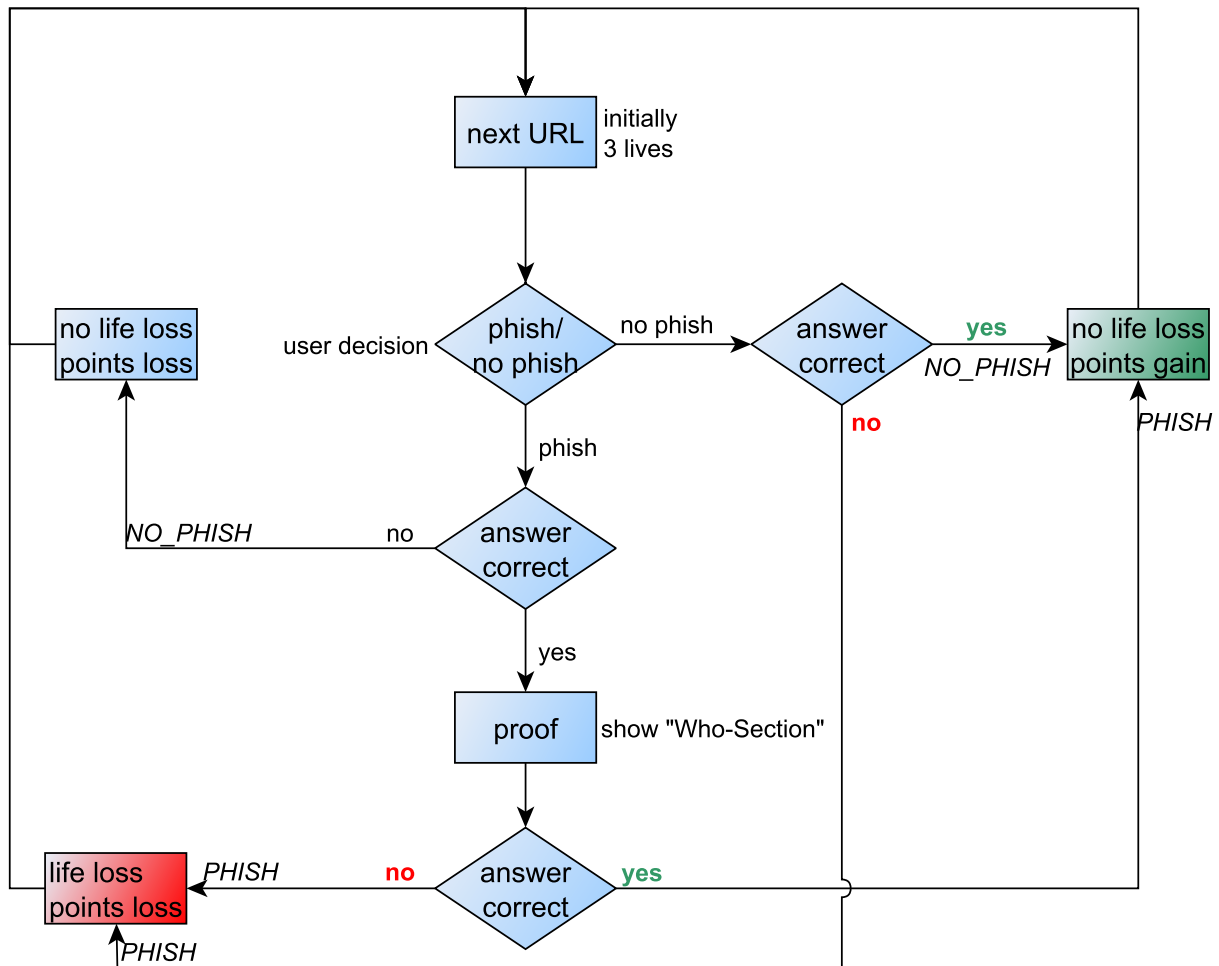 next URL
initially
3 lives
no life loss
points loss
user decision
phish/
no phish
no phish
answer
correct
yes
NO_PHISH
no life loss
points gain
no
PHISH
phish
NO_PHISH
no
answer
correct
yes
proof
show "Who-Section"
life loss
points loss
PHISH
no
answer
correct
yes
PHISH